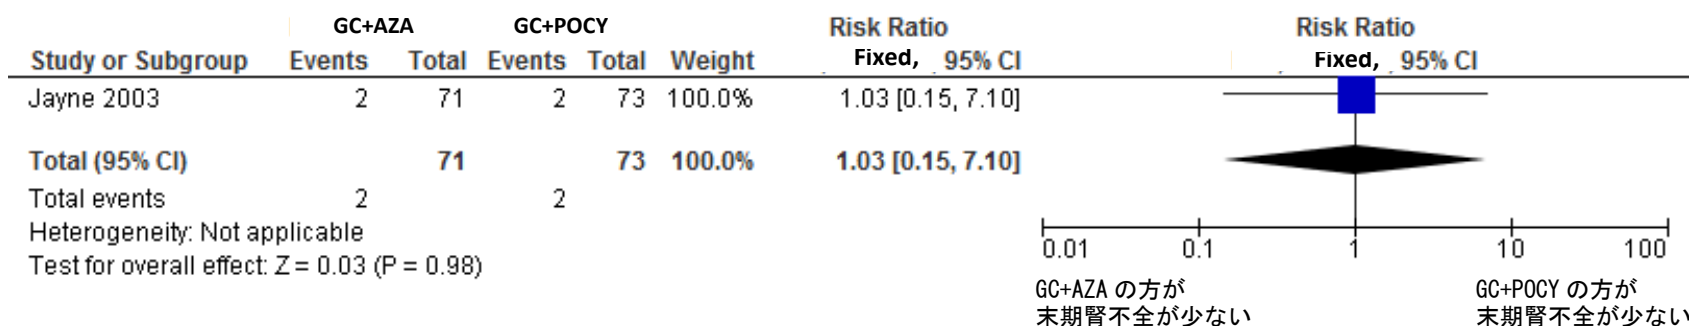 GC+AZA GC+POCY Risk Ratio Risk Ratio
Study or Subgroup Events Total Events Total Weight Fixed, 95% CI Fixed, 95% CI
Jayne 2003 2 71 2 73 100.0% 1.03 [0.15, 7.10]
Total (95% CI) 71 73 100.0% 1.03 [0.15, 7.10]
Total events 2 2
Heterogeneity: Not applicable
Test for overall effect: Z = 0.03 (P = 0.98)
0.01 0.1 1 10 100
GC+AZA の方が GC+POCY の方が
末期腎不全が少ない 末期腎不全が少ない